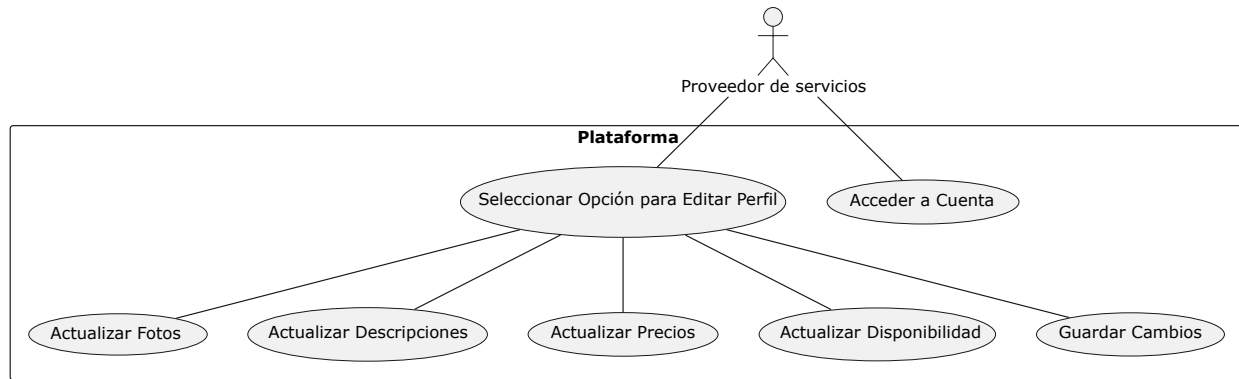 Proveedor de servicios
Plataforma
Seleccionar Opción para Editar Perfil
Acceder a Cuenta
Actualizar Fotos
Actualizar Descripciones
Actualizar Precios
Actualizar Disponibilidad
Guardar Cambios